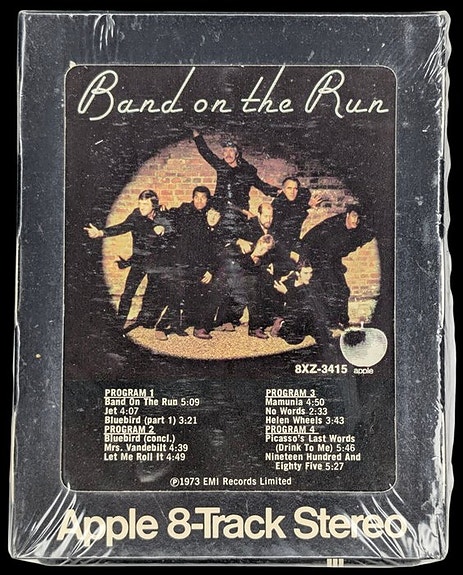 Band on the Run
8XZ-3415 apple
PROGRAM 1
Band On The Run 5:09
Jet 4:07
Bluebird (part 1) 3:21
PROGRAM 2
Bluebird (concl.)
Mrs. Vandebilt 4:39
Let Me Roll It 4:49
PROGRAM 3
Mamunia 4:50
No Words 2:33
Helen Wheels 3:43
PROGRAM 4
Picasso's Last Words
(Drink To Me) 5:46
Nineteen Hundred And
Eighty Five 5:27
℗1973 EMI Records Limited
Apple 8-Track Stereo